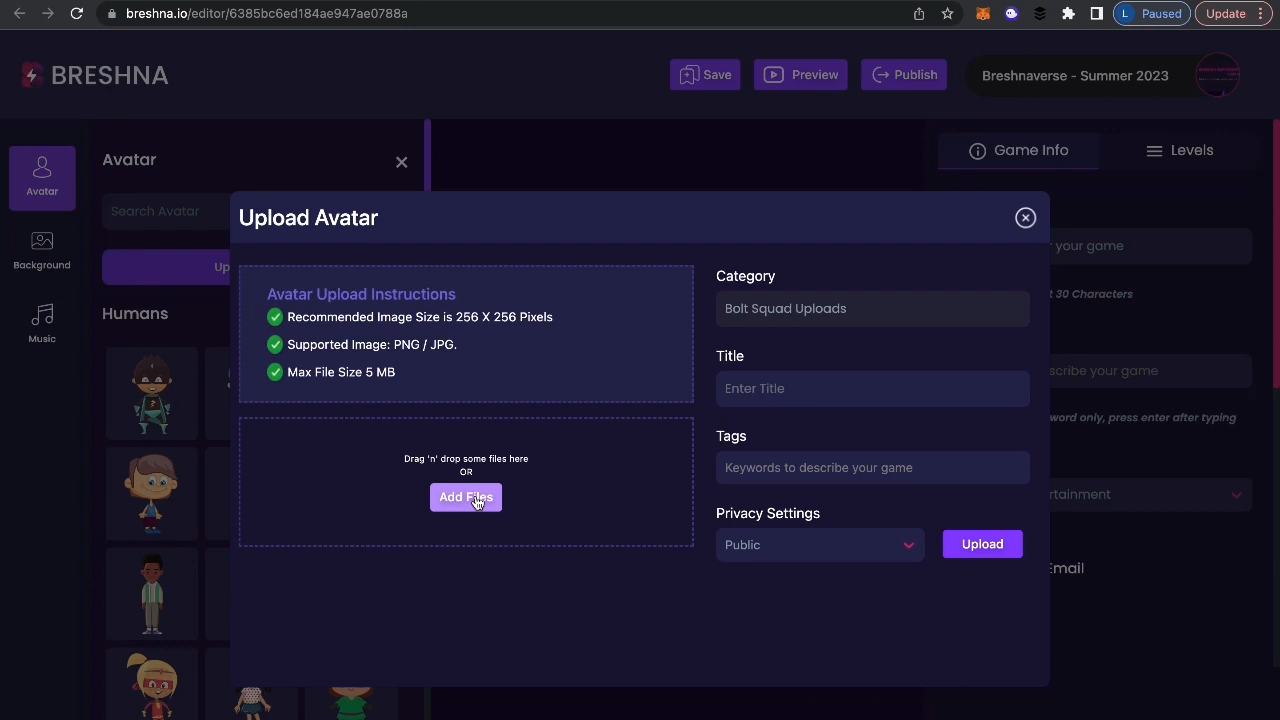 breshna.io/editor/6385bc6ed184ae947ae0788a
L Paused
Update
BRESHNA
Save
Preview
Publish
Breshnaverse - Summer 2023
Avatar
Background
Music
Avatar
Search Avatar
Up
Humans
Game Info
Levels
your game
30 Characters
your game
word only, press enter after typing
Email
Upload Avatar
Avatar Upload Instructions
Recommended Image Size is 256 X 256 Pixels
Supported Image: PNG / JPG.
Max File Size 5 MB
Drag 'n' drop some files here
OR
Add Files
Category
Bolt Squad Uploads
Title
Enter Title
Tags
Keywords to describe your game
Privacy Settings
Public
Upload